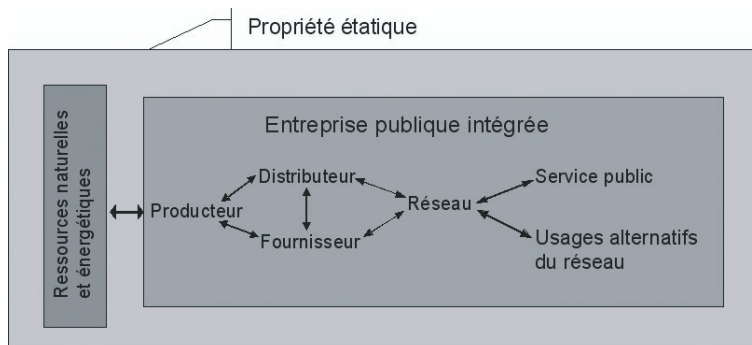 Propriété étatique
Ressources naturelles
et énergétiques
Entreprise publique intégrée
Distributeur
Service public
Producteur
Réseau
Fournisseur
Usages alternatifs
du réseau